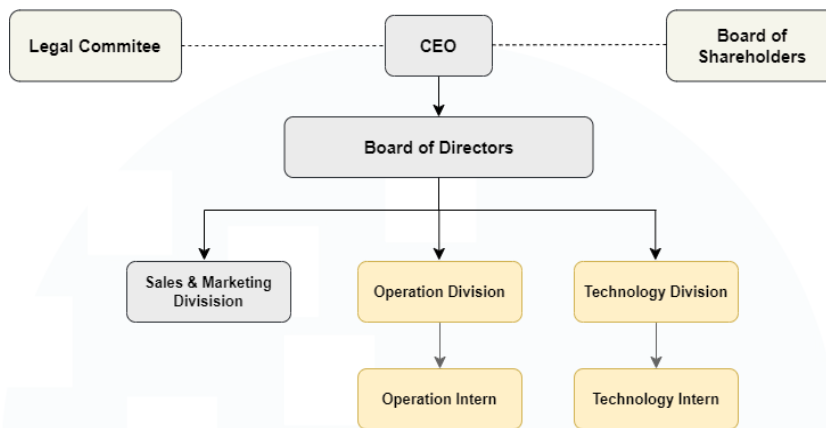 Legal Commitee
CEO
Board of
Shareholders
Board of Directors
Sales & Marketing
Divisision
Operation Division
Technology Division
Operation Intern
Technology Intern